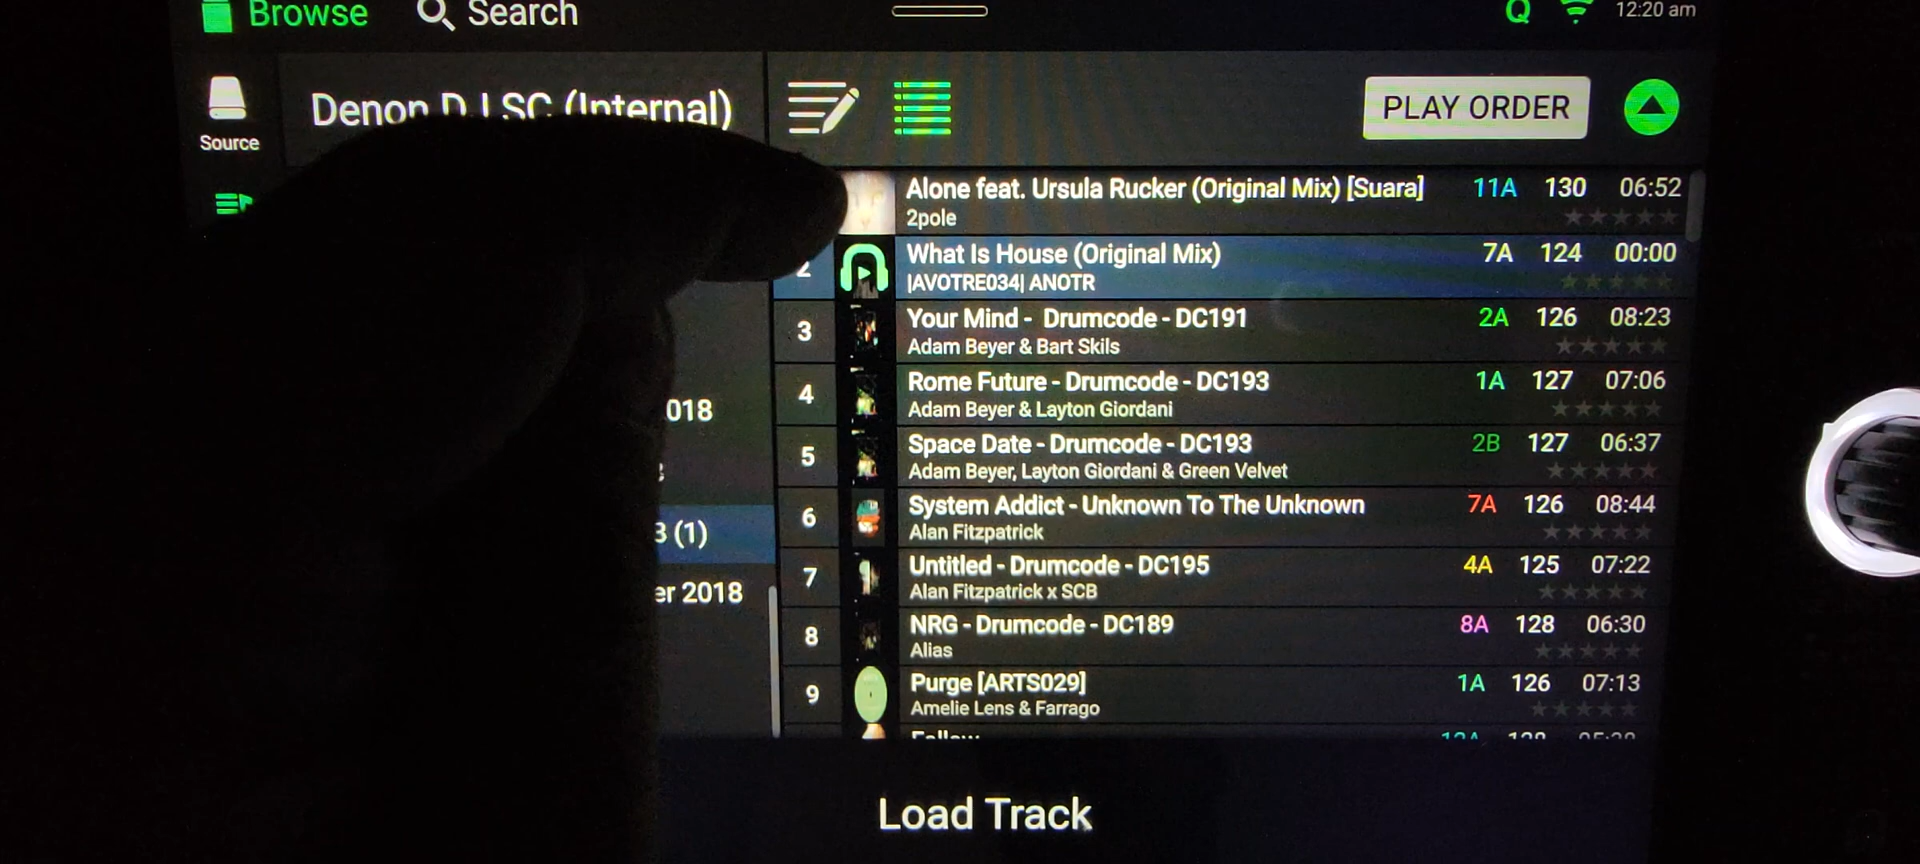 Browse
Search
12:20 am
Source
Denon DJ SC (Internal)
PLAY ORDER
Alone feat. Ursula Rucker (Original Mix) [Suara] 11A 130 06:52
2pole
2 What Is House (Original Mix) 7A 124 00:00
|AVOTRE034| ANOTR
3 Your Mind - Drumcode - DC191 2A 126 08:23
Adam Beyer & Bart Skils
4 Rome Future - Drumcode - DC193 1A 127 07:06
Adam Beyer & Layton Giordani
5 Space Date - Drumcode - DC193 2B 127 06:37
Adam Beyer, Layton Giordani & Green Velvet
6 System Addict - Unknown To The Unknown 7A 126 08:44
Alan Fitzpatrick
7 Untitled - Drumcode - DC195 4A 125 07:22
Alan Fitzpatrick x SCB
8 NRG - Drumcode - DC189 8A 128 06:30
Alias
9 Purge [ARTS029] 1A 126 07:13
Amelie Lens & Farrago
018
3 (1)
er 2018
Load Track